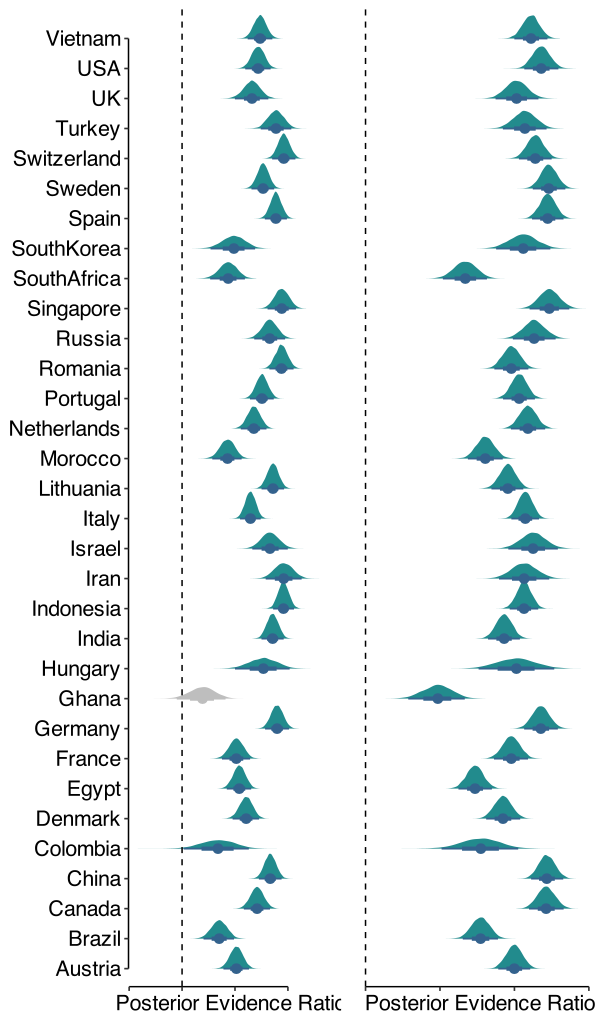 Vietnam
USA
UK
Turkey
Switzerland
Sweden
Spain
SouthKorea
SouthAfrica
Singapore
Russia
Romania
Portugal
Netherlands
Morocco
Lithuania
Italy
Israel
Iran
Indonesia
India
Hungary
Ghana
Germany
France
Egypt
Denmark
Colombia
China
Canada
Brazil
Austria
Posterior Evidence Ratio Posterior Evidence Ratio